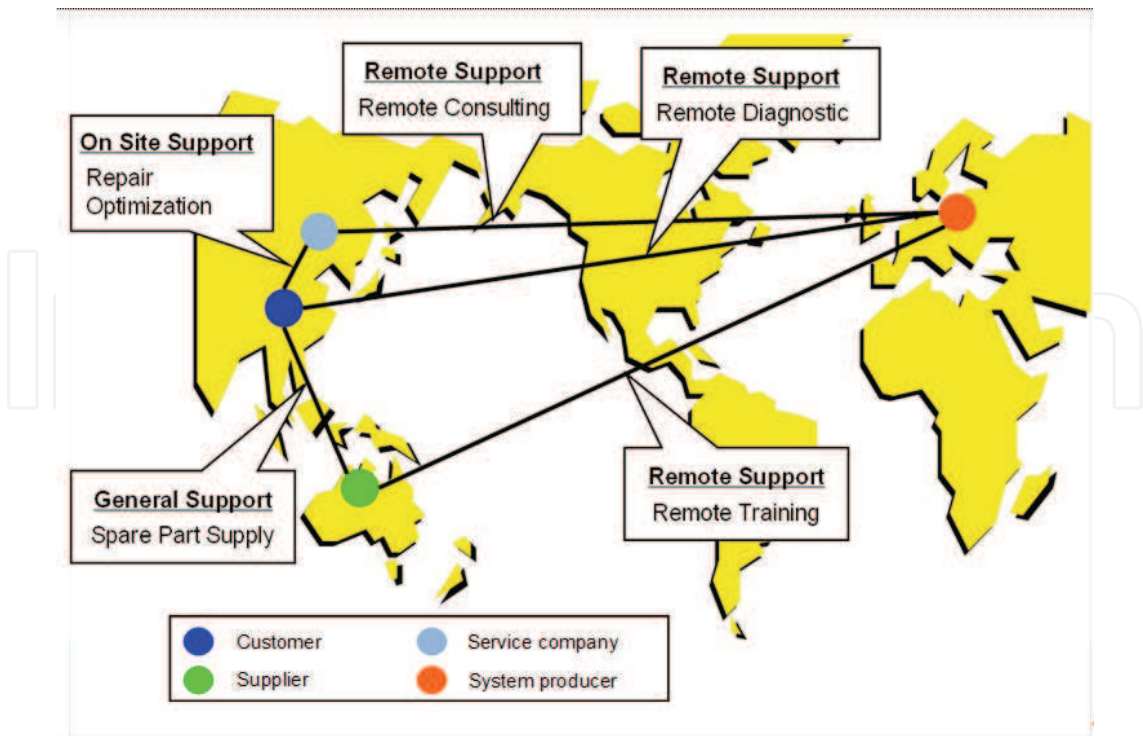 Remote Support
Remote Consulting
Remote Support
Remote Diagnostic
On Site Support
Repair
Optimization
General Support
Spare Part Supply
Remote Support
Remote Training
Customer
Service company
Supplier
System producer